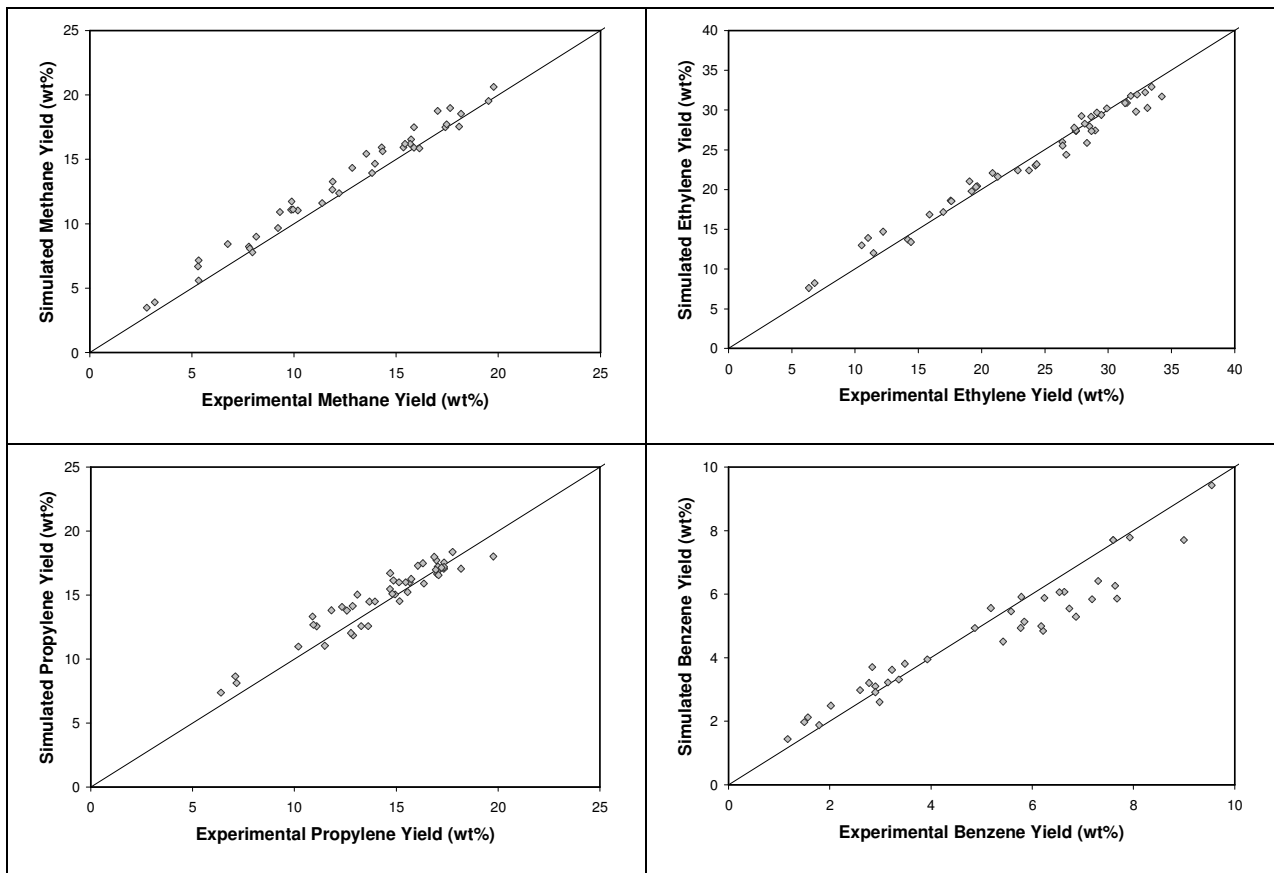 Simulated Methane Yield (wt%)
25
20
15
10
5
0
0 5 10 15 20 25
Experimental Methane Yield (wt%)
Simulated Ethylene Yield (wt%)
40
35
30
25
20
15
10
5
0
0 5 10 15 20 25 30 35 40
Experimental Ethylene Yield (wt%)
Simulated Propylene Yield (wt%)
25
20
15
10
5
0
0 5 10 15 20 25
Experimental Propylene Yield (wt%)
Simulated Benzene Yield (wt%)
10
8
6
4
2
0
0 2 4 6 8 10
Experimental Benzene Yield (wt%)